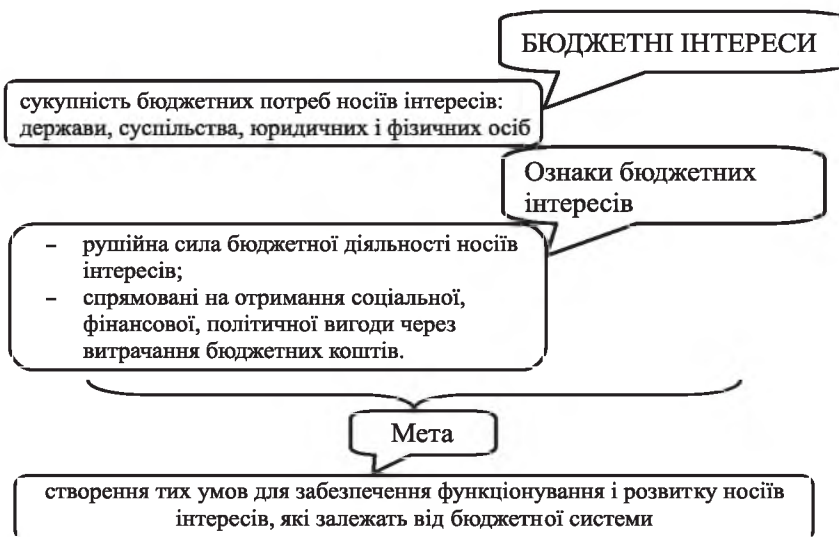 БЮДЖЕТНІ ІНТЕРЕСИ
сукупність бюджетних потреб носіїв інтересів:
держави, суспільства, юридичних і фізичних осіб
Ознаки бюджетних
інтересів
– рушійна сила бюджетної діяльності носіїв
інтересів;
– спрямовані на отримання соціальної,
фінансової, політичної вигоди через
витрачання бюджетних коштів.
Мета
створення тих умов для забезпечення функціонування і розвитку носіїв
інтересів, які залежать від бюджетної системи